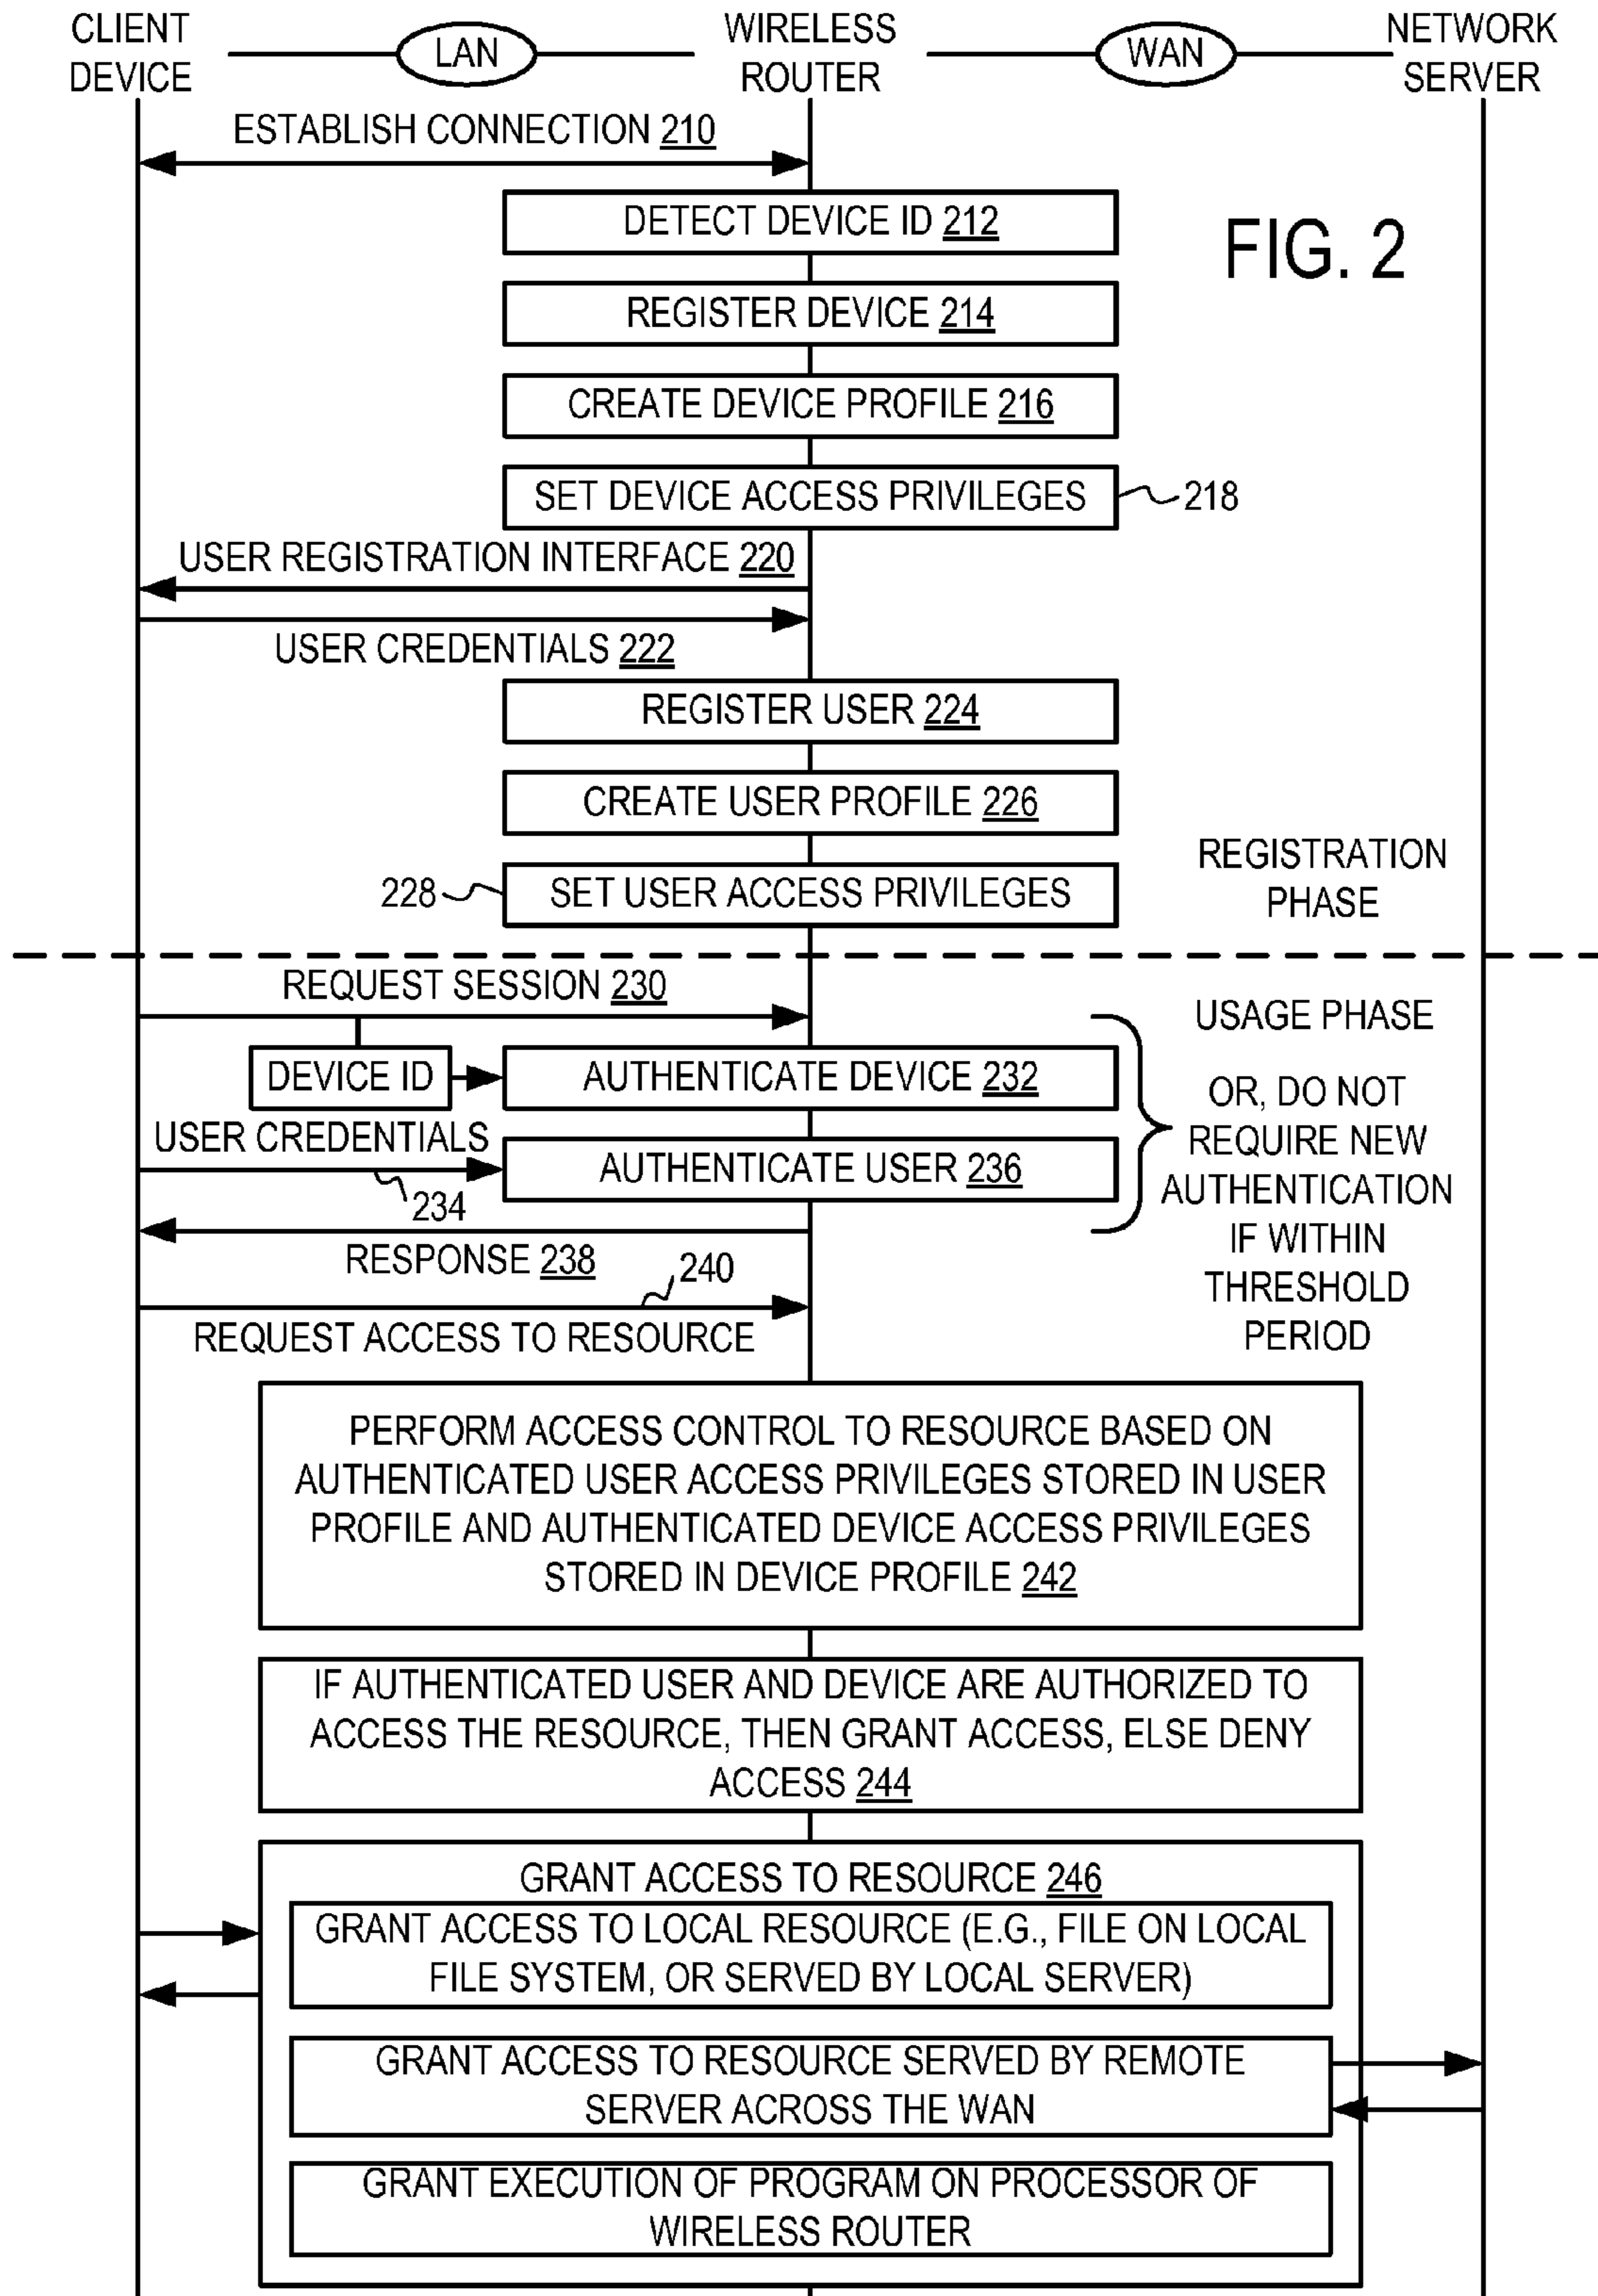 CLIENT DEVICE
LAN
WIRELESS ROUTER
WAN
NETWORK SERVER
ESTABLISH CONNECTION 210
DETECT DEVICE ID 212
FIG. 2
REGISTER DEVICE 214
CREATE DEVICE PROFILE 216
SET DEVICE ACCESS PRIVILEGES
218
USER REGISTRATION INTERFACE 220
USER CREDENTIALS 222
REGISTER USER 224
CREATE USER PROFILE 226
228
SET USER ACCESS PRIVILEGES
REGISTRATION
PHASE
REQUEST SESSION 230
USAGE PHASE
DEVICE ID
AUTHENTICATE DEVICE 232
USER CREDENTIALS
234
AUTHENTICATE USER 236
OR, DO NOT
REQUIRE NEW
AUTHENTICATION
IF WITHIN
THRESHOLD
PERIOD
RESPONSE 238
240
REQUEST ACCESS TO RESOURCE
PERFORM ACCESS CONTROL TO RESOURCE BASED ON
AUTHENTICATED USER ACCESS PRIVILEGES STORED IN USER
PROFILE AND AUTHENTICATED DEVICE ACCESS PRIVILEGES
STORED IN DEVICE PROFILE 242
IF AUTHENTICATED USER AND DEVICE ARE AUTHORIZED TO
ACCESS THE RESOURCE, THEN GRANT ACCESS, ELSE DENY
ACCESS 244
GRANT ACCESS TO RESOURCE 246
GRANT ACCESS TO LOCAL RESOURCE (E.G., FILE ON LOCAL
FILE SYSTEM, OR SERVED BY LOCAL SERVER)
GRANT ACCESS TO RESOURCE SERVED BY REMOTE
SERVER ACROSS THE WAN
GRANT EXECUTION OF PROGRAM ON PROCESSOR OF
WIRELESS ROUTER